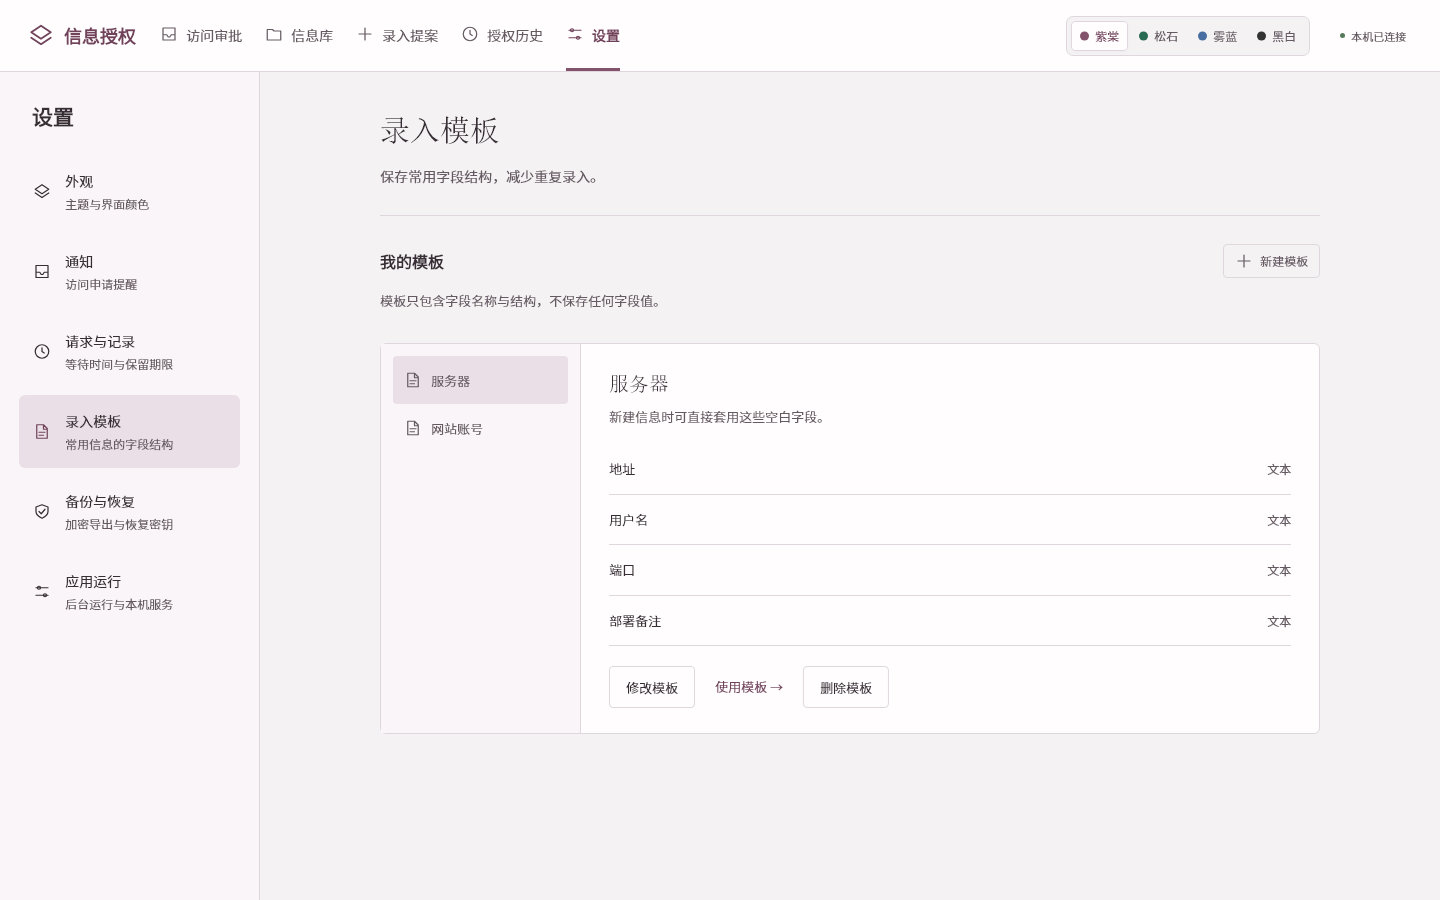 信息授权
访问审批
信息库
录入提案
授权历史
设置
紫棠
松石
雾蓝
黑白
本机已连接
设置
外观
主题与界面颜色
通知
访问申请提醒
请求与记录
等待时间与保留期限
录入模板
常用信息的字段结构
备份与恢复
加密导出与恢复密钥
应用运行
后台运行与本机服务
录入模板
保存常用字段结构，减少重复录入。
我的模板
新建模板
模板只包含字段名称与结构，不保存任何字段值。
服务器
网站账号
服务器
新建信息时可直接套用这些空白字段。
地址 文本
用户名 文本
端口 文本
部署备注 文本
修改模板
使用模板 →
删除模板